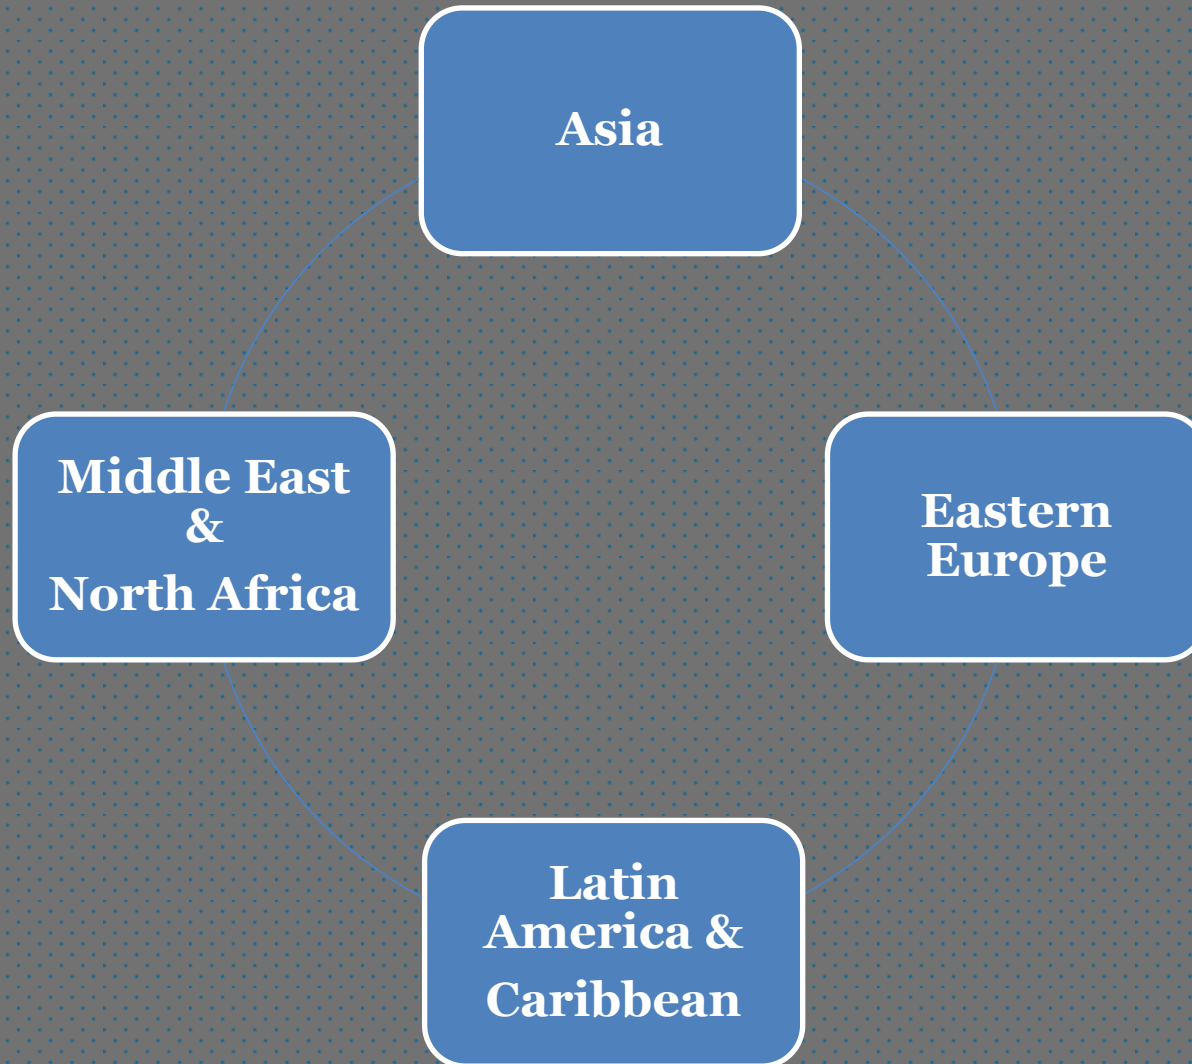 Asia
Middle East
&
North Africa
Eastern
Europe
Latin
America &
Caribbean